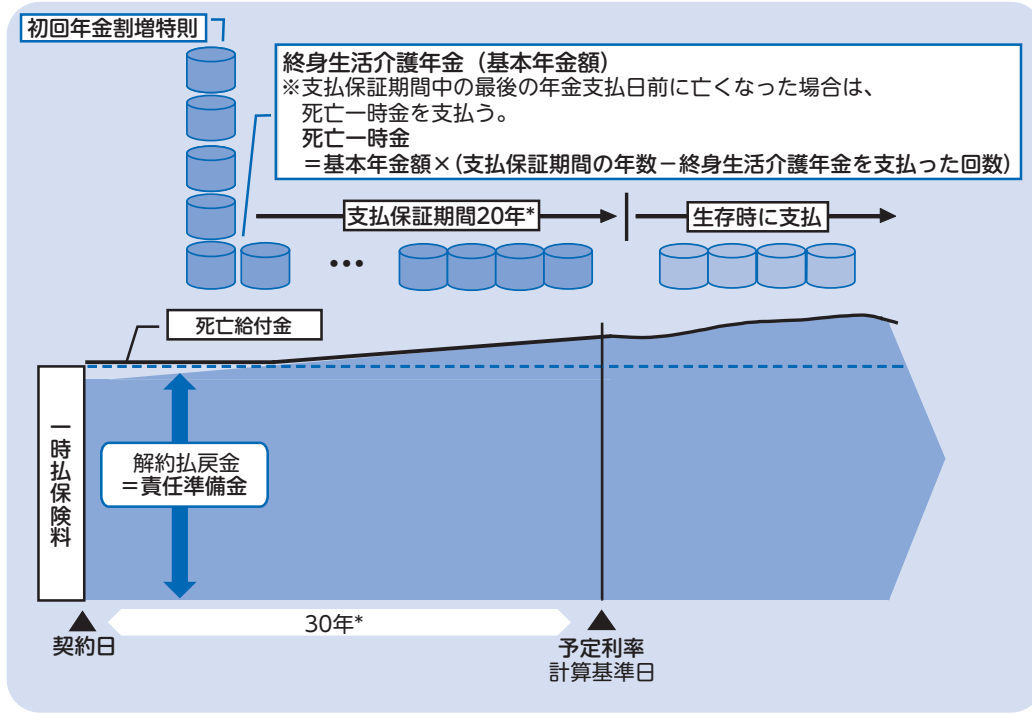 初回年金割増特則
終身生活介護年金（基本年金額）
※支払保証期間中の最後の年金支払日前に亡くなった場合は、
死亡一時金を支払う。
死亡一時金
＝基本年金額×（支払保証期間の年数－終身生活介護年金を支払った回数）
支払保証期間20年*
生存時に支払
•••
死亡給付金
一時払保険料
解約払戻金
＝責任準備金
30年*
契約日
予定利率
計算基準日